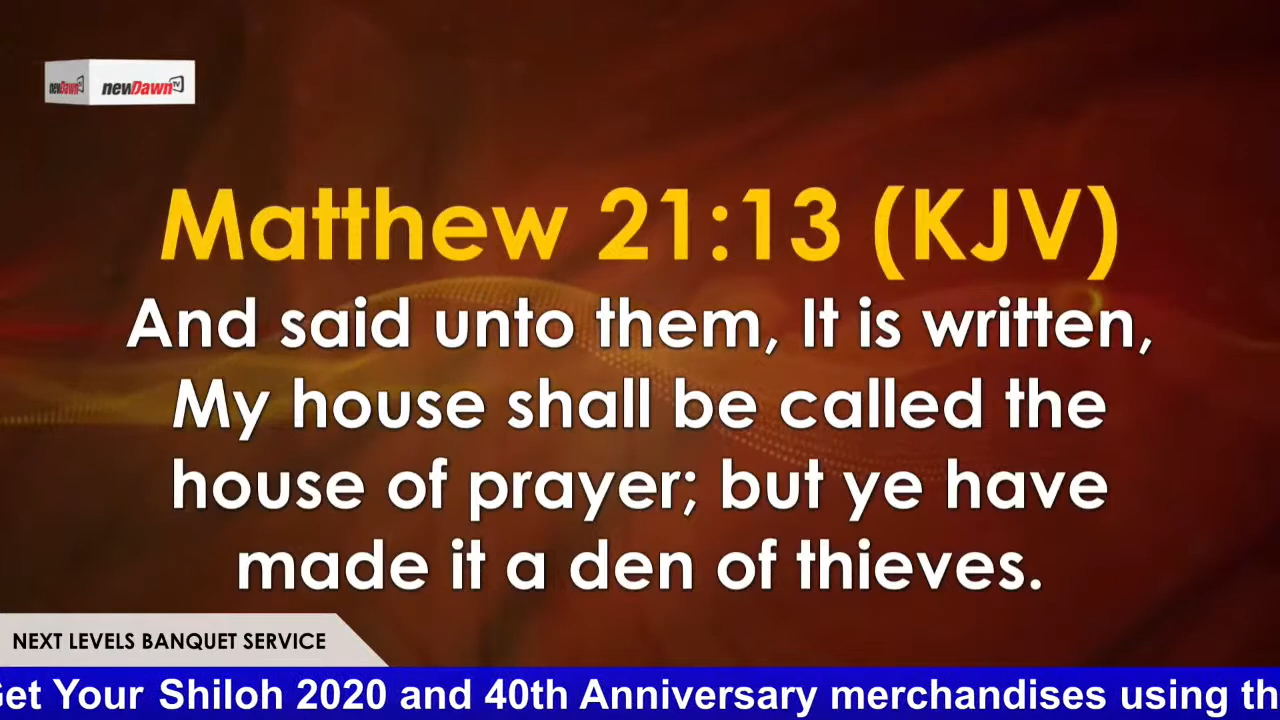 newDawn TV newDawnTV
Matthew 21:13 (KJV)
And said unto them, It is written,
My house shall be called the
house of prayer; but ye have
made it a den of thieves.
NEXT LEVELS BANQUET SERVICE
Get Your Shiloh 2020 and 40th Anniversary merchandises using th